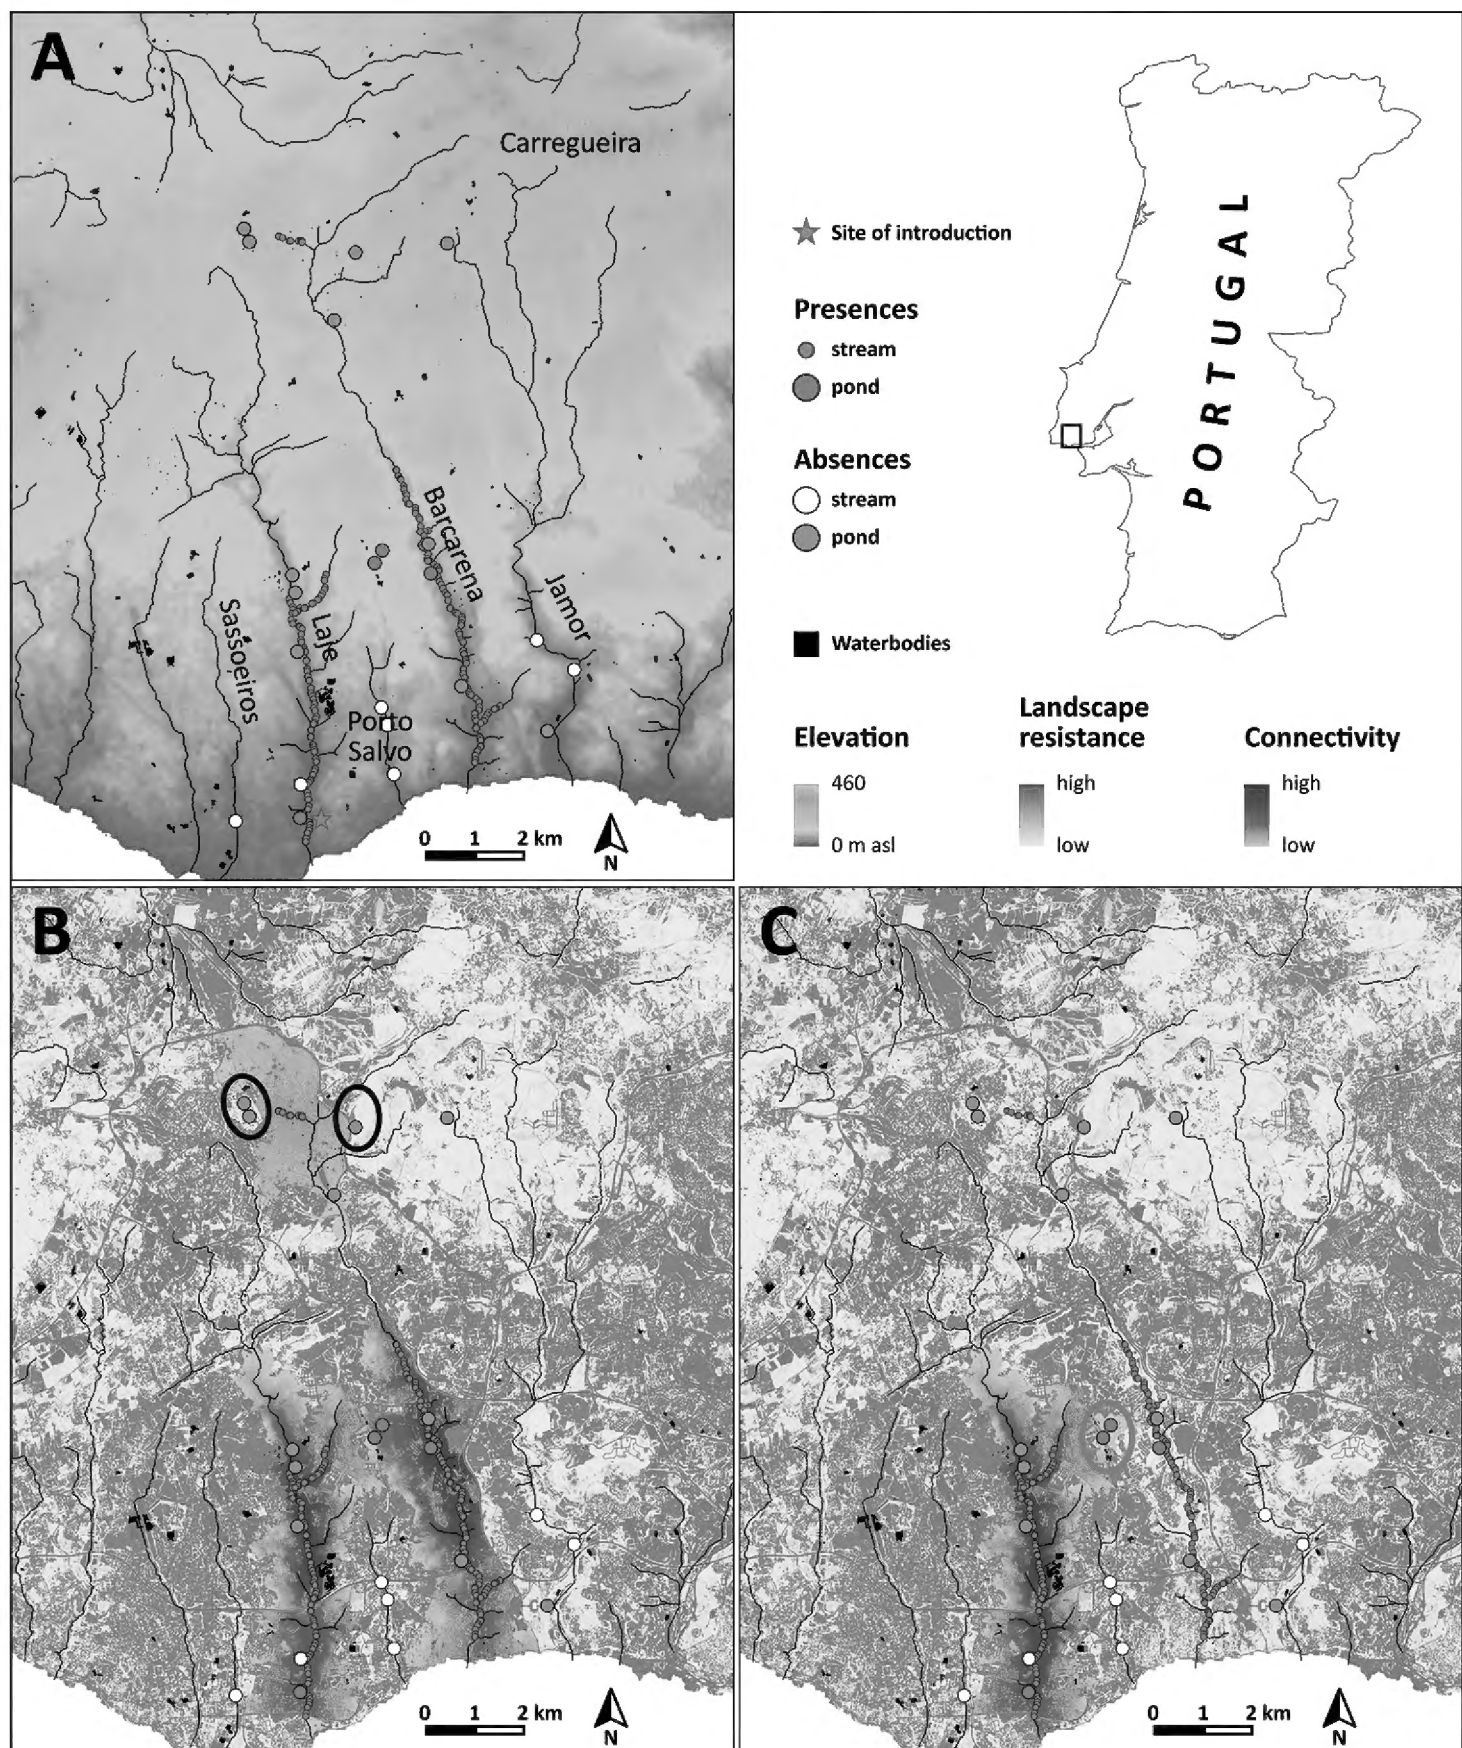 A
Carregueira
Barcarena
Jamor
Laje
Sassoeiros
Porto
Salvo
0 1 2 km
N
PORTUGAL
Site of introduction
Presences
stream
pond
Absences
stream
pond
Waterbodies
Elevation
460
0 m asl
Landscape
resistance
high
low
Connectivity
high
low
B
0 1 2 km
N
C
0 1 2 km
N